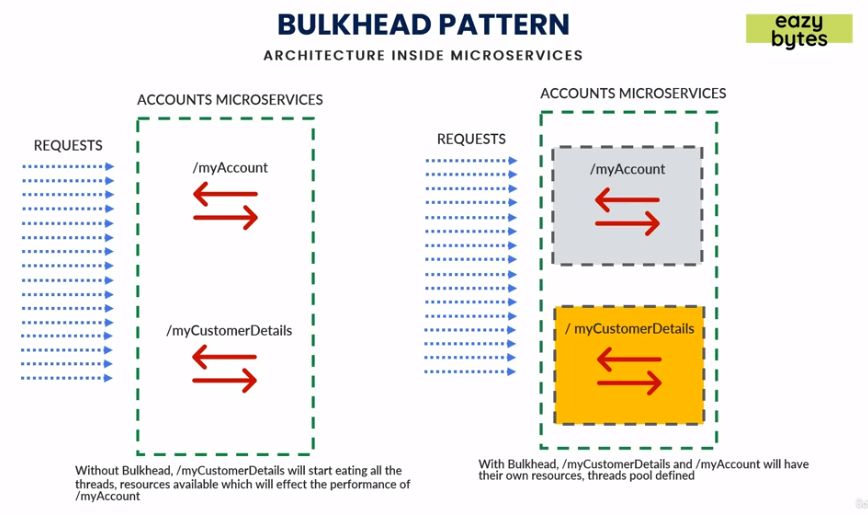 BULKHEAD PATTERN
ARCHITECTURE INSIDE MICROSERVICES
eazy
bytes
ACCOUNTS MICROSERVICES
REQUESTS
/myAccount
/myCustomerDetails
Without Bulkhead, /myCustomerDetails will start eating all the
threads, resources available which will effect the performance of
/myAccount
ACCOUNTS MICROSERVICES
REQUESTS
/myAccount
/ myCustomerDetails
With Bulkhead, /myCustomerDetails and /myAccount will have
their own resources, threads pool defined